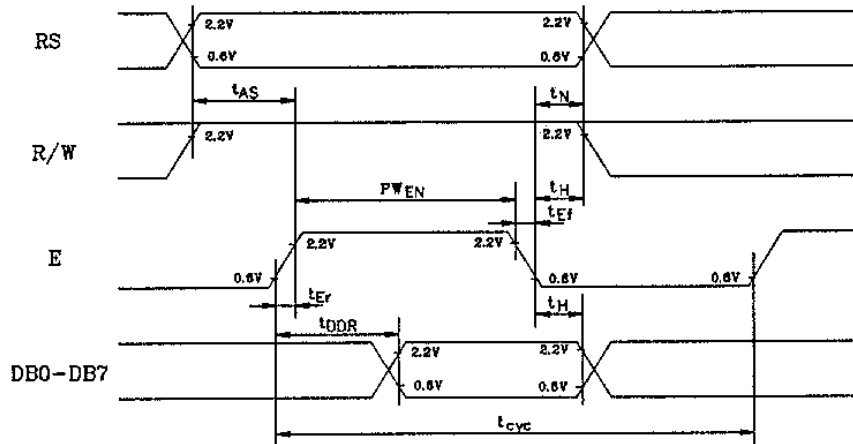 RS
2.2V
0.6V
2.2V
0.6V
tAS
tN
R/W
2.2V
2.2V
PWEN
tH
tEf
E
2.2V
2.2V
0.6V
0.6V
0.6V
tEr
tH
tDDR
DB0-DB7
2.2V
2.2V
0.6V
0.6V
tcyc